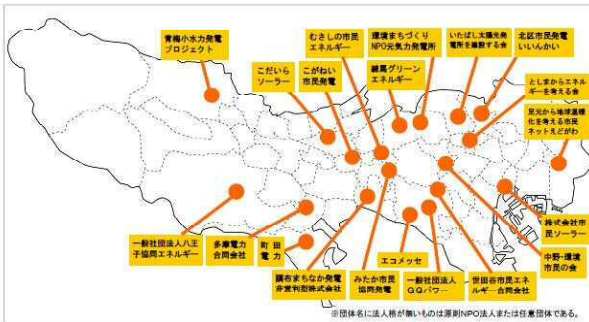 青梅小水力発電
プロジェクト
むさしの市民
エネルギー
環境まちづくり
NPO元気力発電所
いたばし太陽光発
電所を建設する会
北区市民発電
いいんかい
こだいら
ソーラー
こがねい
市民発電
練馬グリーン
エネルギー
としまからエネル
ギーを考える会
足元から地球温暖
化を考える市民
ネットえどがわ
一般社団法人八王
子協同エネルギー
多摩電力
合同会社
町田
電力
調布まちなか発電
非営利型株式会社
みたか市民
協同発電
エコメッセ
一般社団法人
QQパワー
世田谷市民エネ
ルギー合同会社
株式会社市
民ソーラー
中野・環境
市民の会
※団体名に法人格が無いものは原則NPO法人または任意団体である。